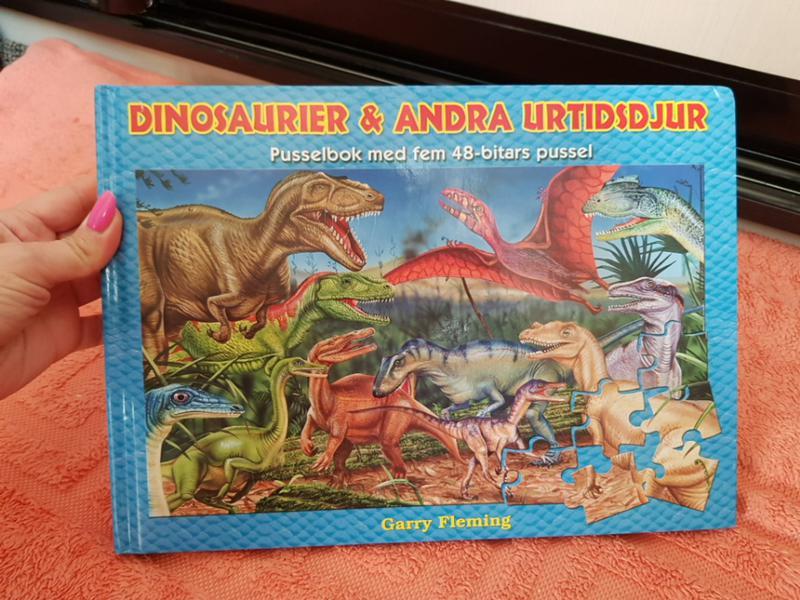 DINOSAURIER & ANDRA URTIDSDJUR
Pusselbok med fem 48-bitars pussel
Garry Fleming